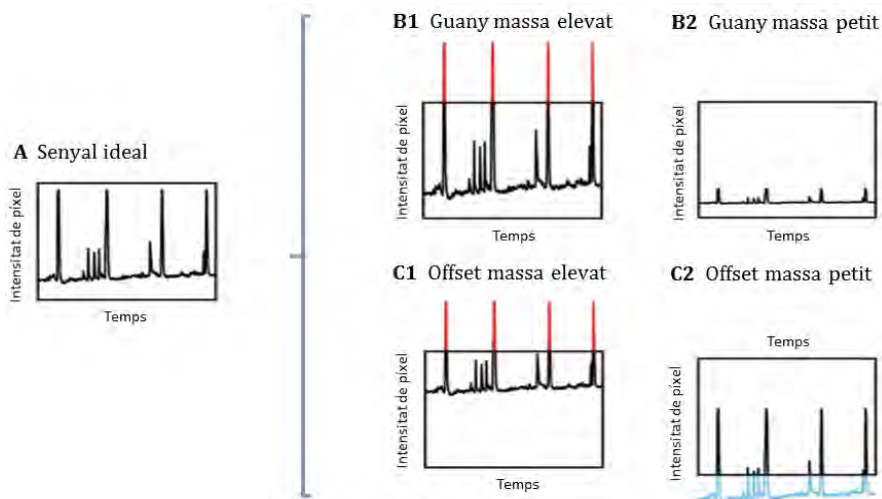 A Senyal ideal
Intensitat de píxel
Temps
B1 Guany massa elevat
Intensitat de píxel
Temps
B2 Guany massa petit
Intensitat de píxel
Temps
C1 Offset massa elevat
Intensitat de píxel
Temps
C2 Offset massa petit
Temps
Intensitat de píxel